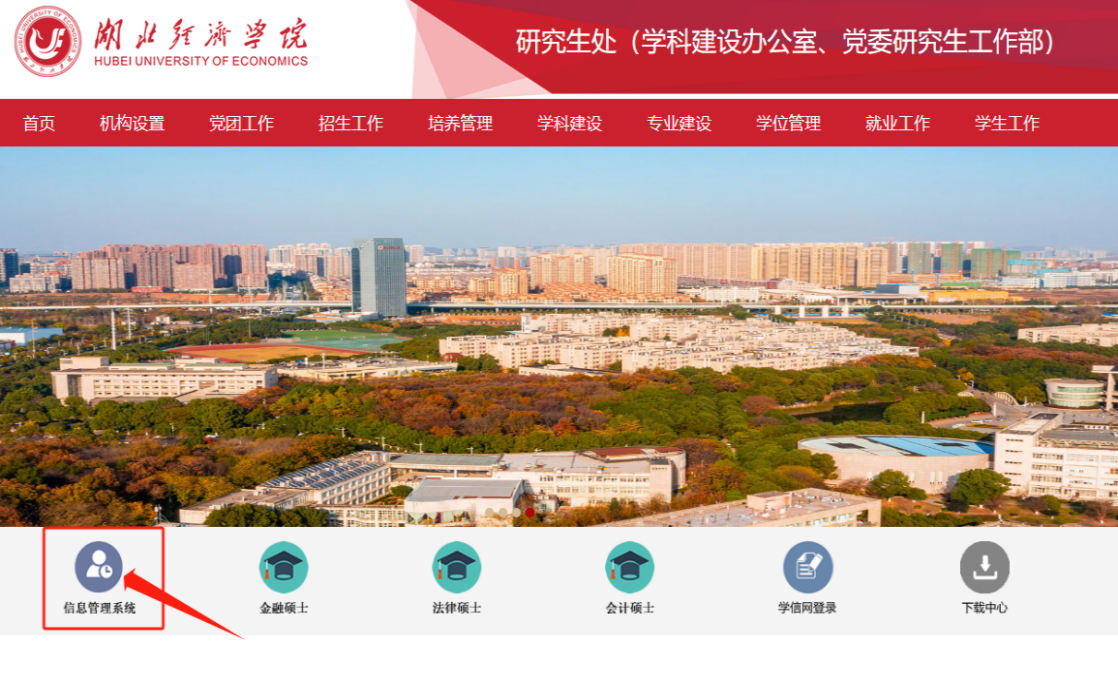 湖北经济学院
HUBEI UNIVERSITY OF ECONOMICS
研究生处（学科建设办公室、党委研究生工作部）
首页 机构设置 党团工作 招生工作 培养管理 学科建设 专业建设 学位管理 就业工作 学生工作
信息管理系统 金融硕士 法律硕士 会计硕士 学信网登录 下载中心